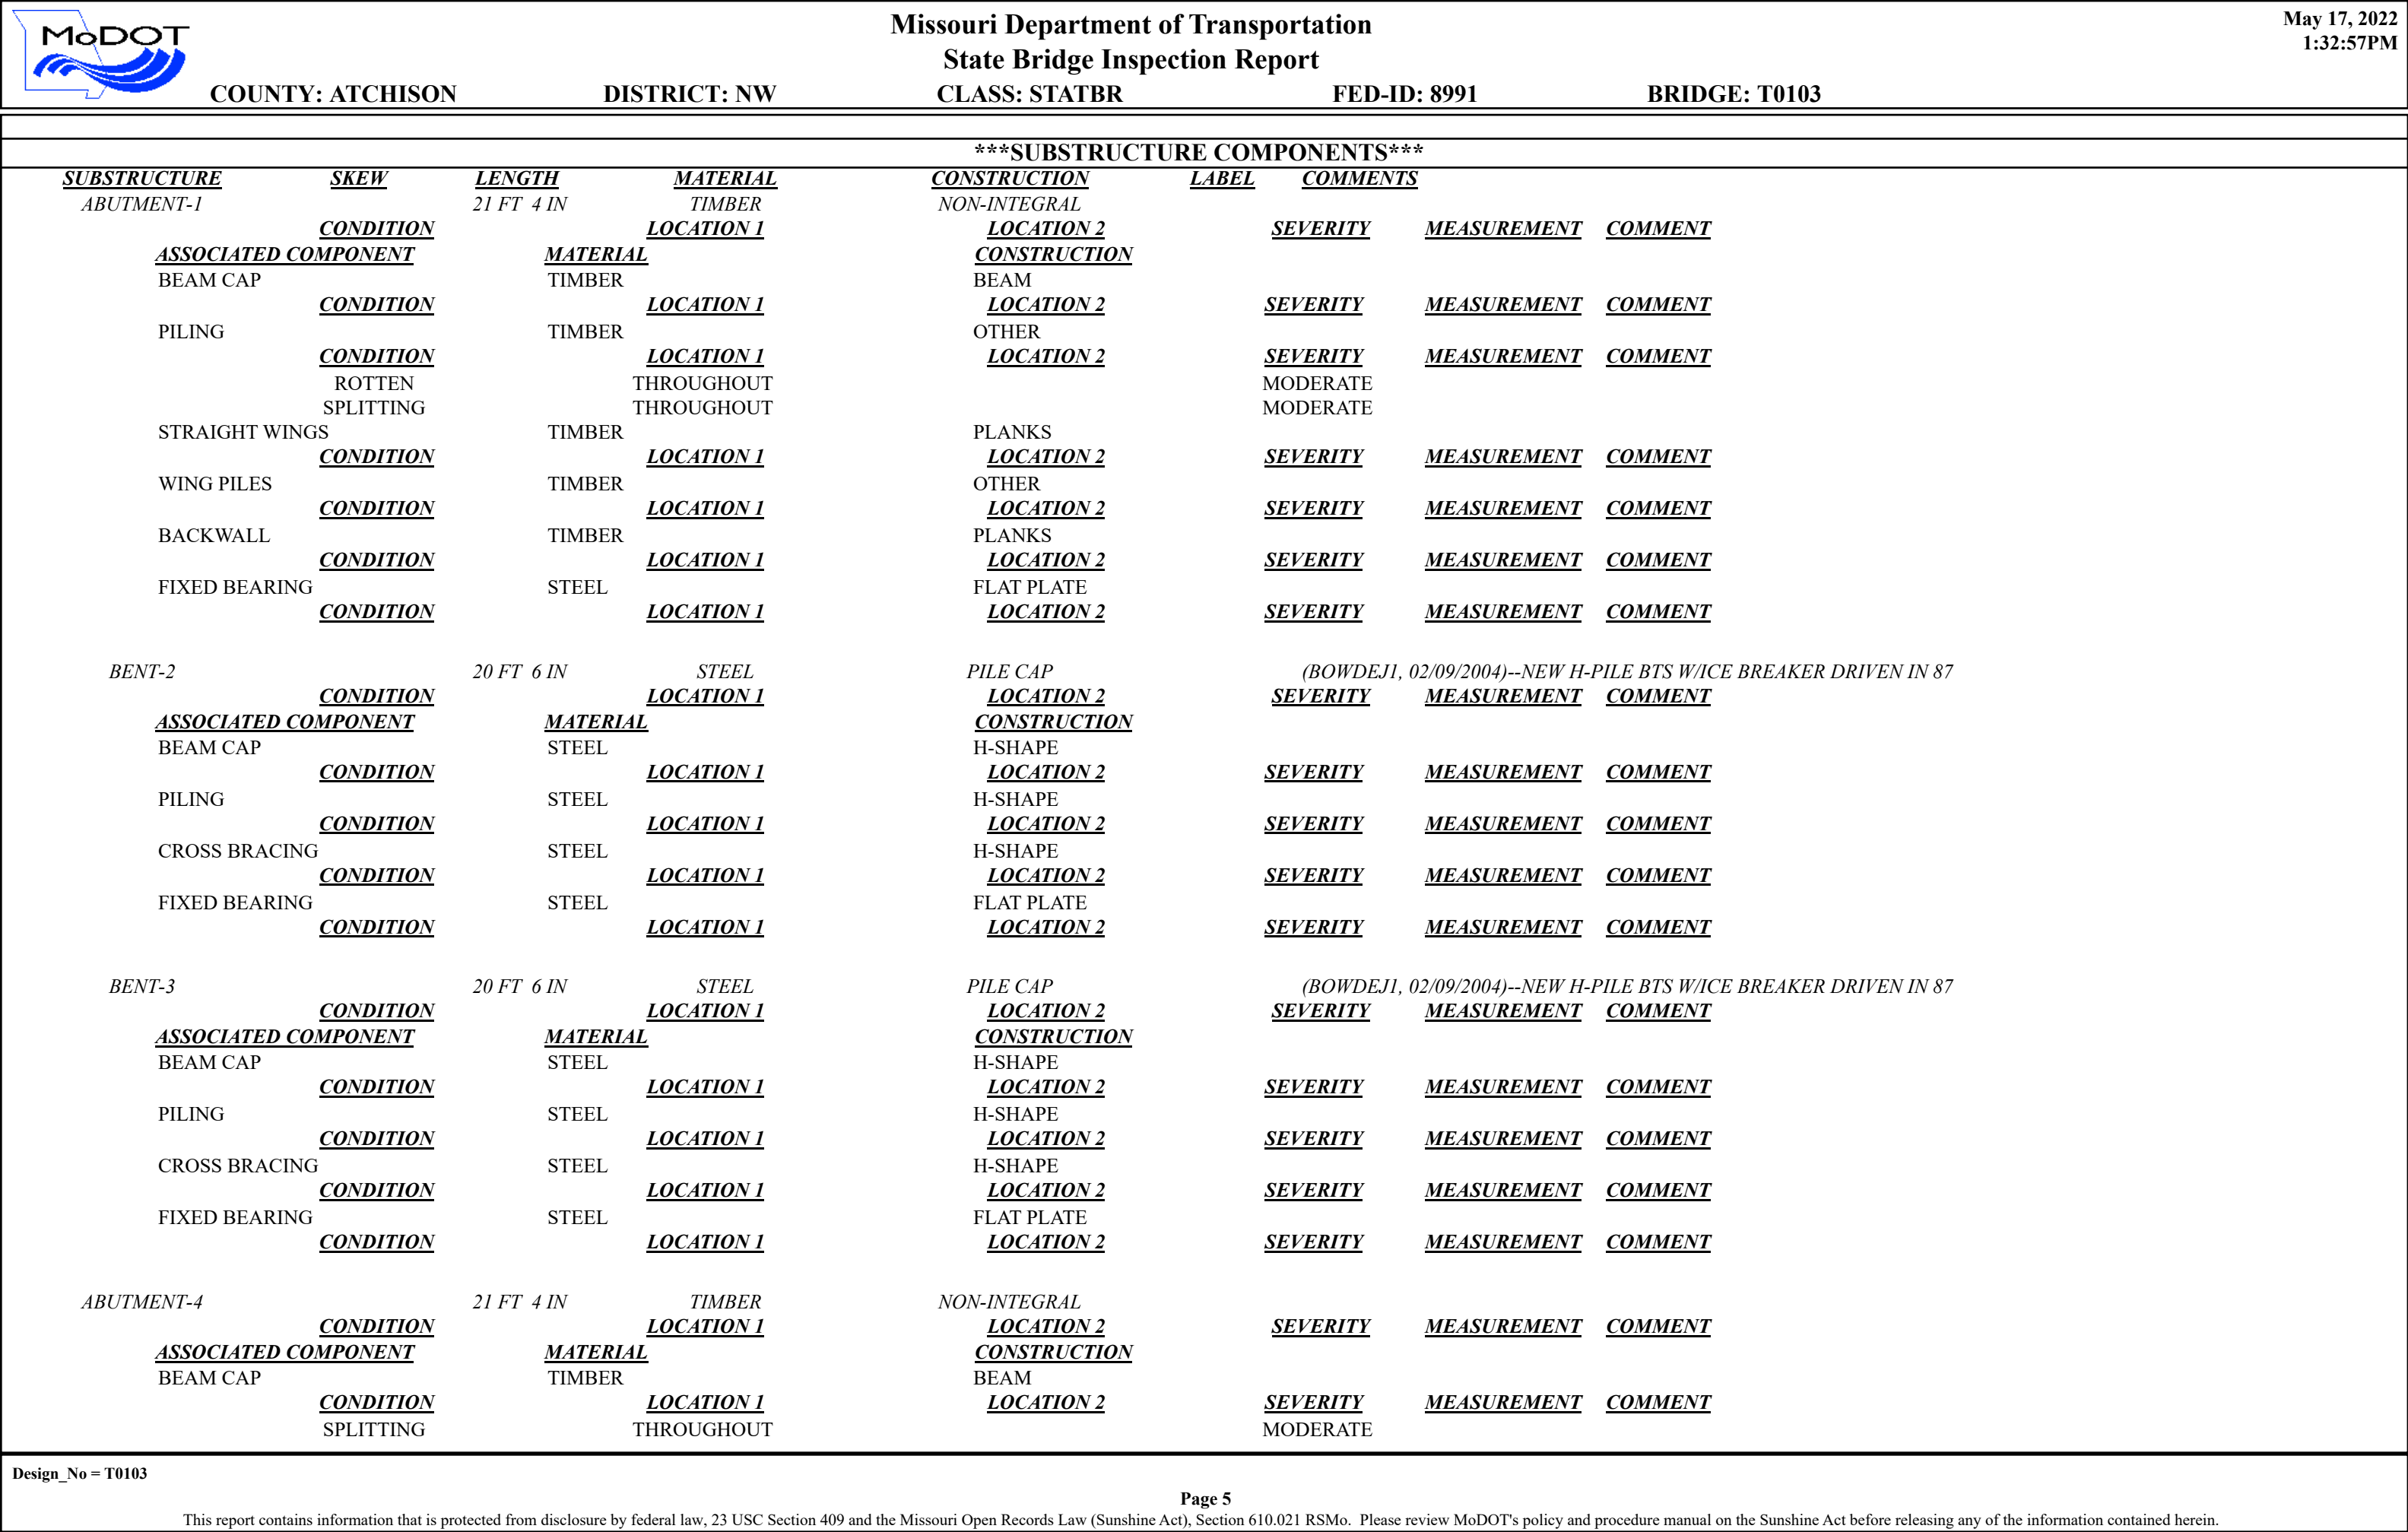 MoDOT
Missouri Department of Transportation
State Bridge Inspection Report
May 17, 2022
1:32:57PM
COUNTY: ATCHISON DISTRICT: NW CLASS: STATBR FED-ID: 8991 BRIDGE: T0103
***SUBSTRUCTURE COMPONENTS***
SUBSTRUCTURE SKEW LENGTH MATERIAL CONSTRUCTION LABEL COMMENTS
ABUTMENT-1 21 FT 4 IN TIMBER NON-INTEGRAL
CONDITION LOCATION 1 LOCATION 2 SEVERITY MEASUREMENT COMMENT
ASSOCIATED COMPONENT MATERIAL CONSTRUCTION
BEAM CAP TIMBER BEAM
CONDITION LOCATION 1 LOCATION 2 SEVERITY MEASUREMENT COMMENT
PILING TIMBER OTHER
CONDITION LOCATION 1 LOCATION 2 SEVERITY MEASUREMENT COMMENT
ROTTEN THROUGHOUT MODERATE
SPLITTING THROUGHOUT MODERATE
STRAIGHT WINGS TIMBER PLANKS
CONDITION LOCATION 1 LOCATION 2 SEVERITY MEASUREMENT COMMENT
WING PILES TIMBER OTHER
CONDITION LOCATION 1 LOCATION 2 SEVERITY MEASUREMENT COMMENT
BACKWALL TIMBER PLANKS
CONDITION LOCATION 1 LOCATION 2 SEVERITY MEASUREMENT COMMENT
FIXED BEARING STEEL FLAT PLATE
CONDITION LOCATION 1 LOCATION 2 SEVERITY MEASUREMENT COMMENT
BENT-2 20 FT 6 IN STEEL PILE CAP (BOWDEJ1, 02/09/2004)--NEW H-PILE BTS W/ICE BREAKER DRIVEN IN 87
CONDITION LOCATION 1 LOCATION 2 SEVERITY MEASUREMENT COMMENT
ASSOCIATED COMPONENT MATERIAL CONSTRUCTION
BEAM CAP STEEL H-SHAPE
CONDITION LOCATION 1 LOCATION 2 SEVERITY MEASUREMENT COMMENT
PILING STEEL H-SHAPE
CONDITION LOCATION 1 LOCATION 2 SEVERITY MEASUREMENT COMMENT
CROSS BRACING STEEL H-SHAPE
CONDITION LOCATION 1 LOCATION 2 SEVERITY MEASUREMENT COMMENT
FIXED BEARING STEEL FLAT PLATE
CONDITION LOCATION 1 LOCATION 2 SEVERITY MEASUREMENT COMMENT
BENT-3 20 FT 6 IN STEEL PILE CAP (BOWDEJ1, 02/09/2004)--NEW H-PILE BTS W/ICE BREAKER DRIVEN IN 87
CONDITION LOCATION 1 LOCATION 2 SEVERITY MEASUREMENT COMMENT
ASSOCIATED COMPONENT MATERIAL CONSTRUCTION
BEAM CAP STEEL H-SHAPE
CONDITION LOCATION 1 LOCATION 2 SEVERITY MEASUREMENT COMMENT
PILING STEEL H-SHAPE
CONDITION LOCATION 1 LOCATION 2 SEVERITY MEASUREMENT COMMENT
CROSS BRACING STEEL H-SHAPE
CONDITION LOCATION 1 LOCATION 2 SEVERITY MEASUREMENT COMMENT
FIXED BEARING STEEL FLAT PLATE
CONDITION LOCATION 1 LOCATION 2 SEVERITY MEASUREMENT COMMENT
ABUTMENT-4 21 FT 4 IN TIMBER NON-INTEGRAL
CONDITION LOCATION 1 LOCATION 2 SEVERITY MEASUREMENT COMMENT
ASSOCIATED COMPONENT MATERIAL CONSTRUCTION
BEAM CAP TIMBER BEAM
CONDITION LOCATION 1 LOCATION 2 SEVERITY MEASUREMENT COMMENT
SPLITTING THROUGHOUT MODERATE
Design_No = T0103
Page 5
This report contains information that is protected from disclosure by federal law, 23 USC Section 409 and the Missouri Open Records Law (Sunshine Act), Section 610.021 RSMo. Please review MoDOT's policy and procedure manual on the Sunshine Act before releasing any of the information contained herein.